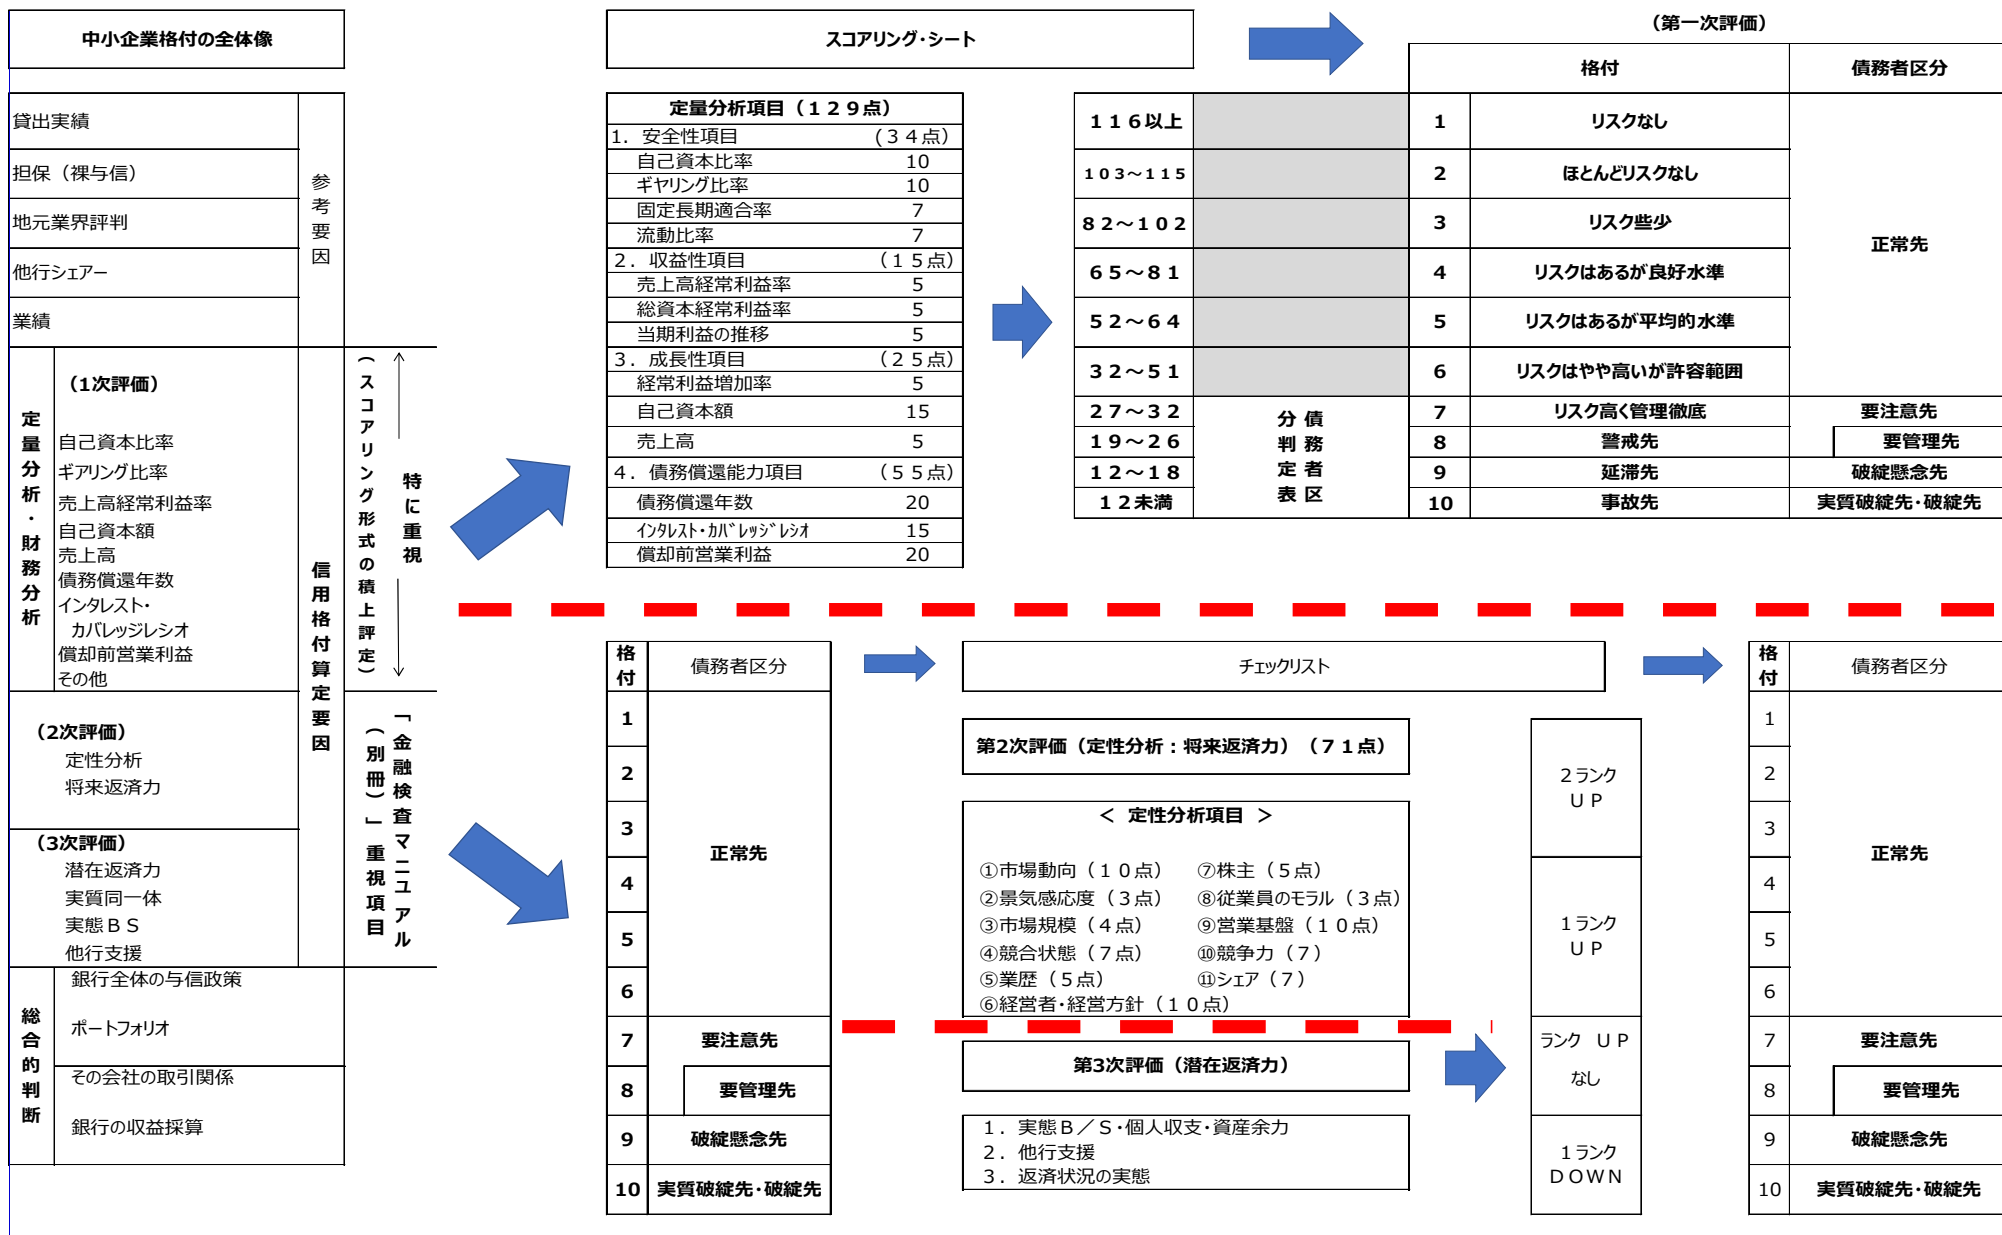 中小企業格付の全体像
スコアリング・シート
(第一次評価)
格付
債務者区分
貸出実績
担保（裸与信）
地元業界評判
他行シェアー
業績
参考要因
定量分析項目（１２９点）
1．安全性項目 (３４点)
自己資本比率 10
ギヤリング比率 10
固定長期適合率 7
流動比率 7
2．収益性項目 (１５点)
売上高経常利益率 5
総資本経常利益率 5
当期利益の推移 5
3．成長性項目 (２５点)
経常利益増加率 5
自己資本額 15
売上高 5
4．債務償還能力項目 (５５点)
債務償還年数 20
ｲﾝﾀﾚｽﾄ・ｶﾊﾞﾚｯｼﾞﾚｼｵ 15
償却前営業利益 20
１１６以上 1 リスクなし
１０３～１１５ 2 ほとんどリスクなし
８２～１０２ 3 リスク些少
６５～８１ 4 リスクはあるが良好水準
５２～６４ 5 リスクはあるが平均的水準
３２～５１ 6 リスクはやや高いが許容範囲
正常先
２７～３２ 7 リスク高く管理徹底 要注意先
１９～２６ 8 警戒先 要管理先
１２～１８ 9 延滞先 破綻懸念先
１２未満 10 事故先 実質破綻先・破綻先
債務者区
分判定表
定量分析・財務分析
(1次評価)
自己資本比率
ギアリング比率
売上高経常利益率
自己資本額
売上高
債務償還年数
インタレスト・
カバレッジレシオ
償却前営業利益
その他
信用格付算定要因
(スコアリング形式の積上評定)
特に重視
(2次評価)
定性分析
将来返済力
(3次評価)
潜在返済力
実質同一体
実態ＢＳ
他行支援
「金融検査マニュアル
(別冊)」重視項目
総合的判断
銀行全体の与信政策
ポートフォリオ
その会社の取引関係
銀行の収益採算
格付
債務者区分
1
2
3
4
5
6
正常先
7 要注意先
8 要管理先
9 破綻懸念先
10 実質破綻先・破綻先
チェックリスト
第2次評価（定性分析：将来返済力）（７１点）
＜ 定性分析項目 ＞
①市場動向（１０点） ⑦株主（５点）
②景気感応度（３点） ⑧従業員のモラル（３点）
③市場規模（４点） ⑨営業基盤（１０点）
④競合状態（７点） ⑩競争力（７）
⑤業歴（５点） ⑪シェア（７）
⑥経営者・経営方針（１０点）
第3次評価（潜在返済力）
1．実態Ｂ／Ｓ・個人収支・資産余力
2．他行支援
3．返済状況の実態
２ランク
ＵＰ
１ランク
ＵＰ
ランク ＵＰ
なし
１ランク
ＤＯＷＮ
格付
債務者区分
1
2
3
4
5
6
正常先
7 要注意先
8 要管理先
9 破綻懸念先
10 実質破綻先・破綻先